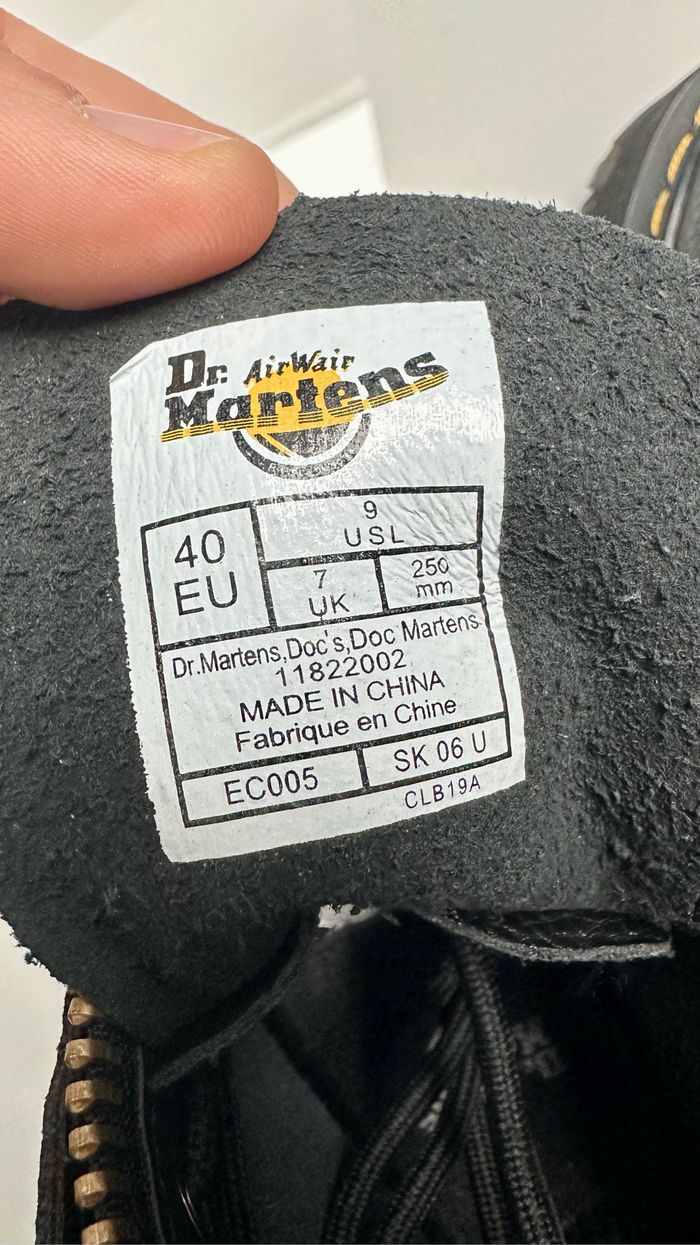 Dr. AirWair
Martens
40
EU
9
USL
7
UK
250
mm
Dr.Martens,Doc's,Doc Martens
11822002
MADE IN CHINA
Fabrique en Chine
EC005
SK 06 U
CLB19A